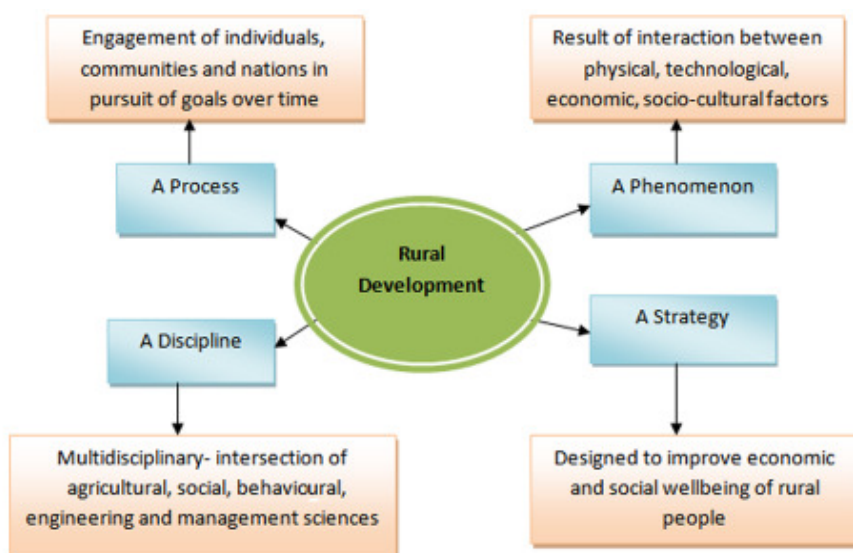 Engagement of individuals,
communities and nations in
pursuit of goals over time
Result of interaction between
physical, technological,
economic, socio-cultural factors
A Process
A Phenomenon
Rural
Development
A Discipline
A Strategy
Multidisciplinary- intersection of
agricultural, social, behavioural,
engineering and management sciences
Designed to improve economic
and social wellbeing of rural
people